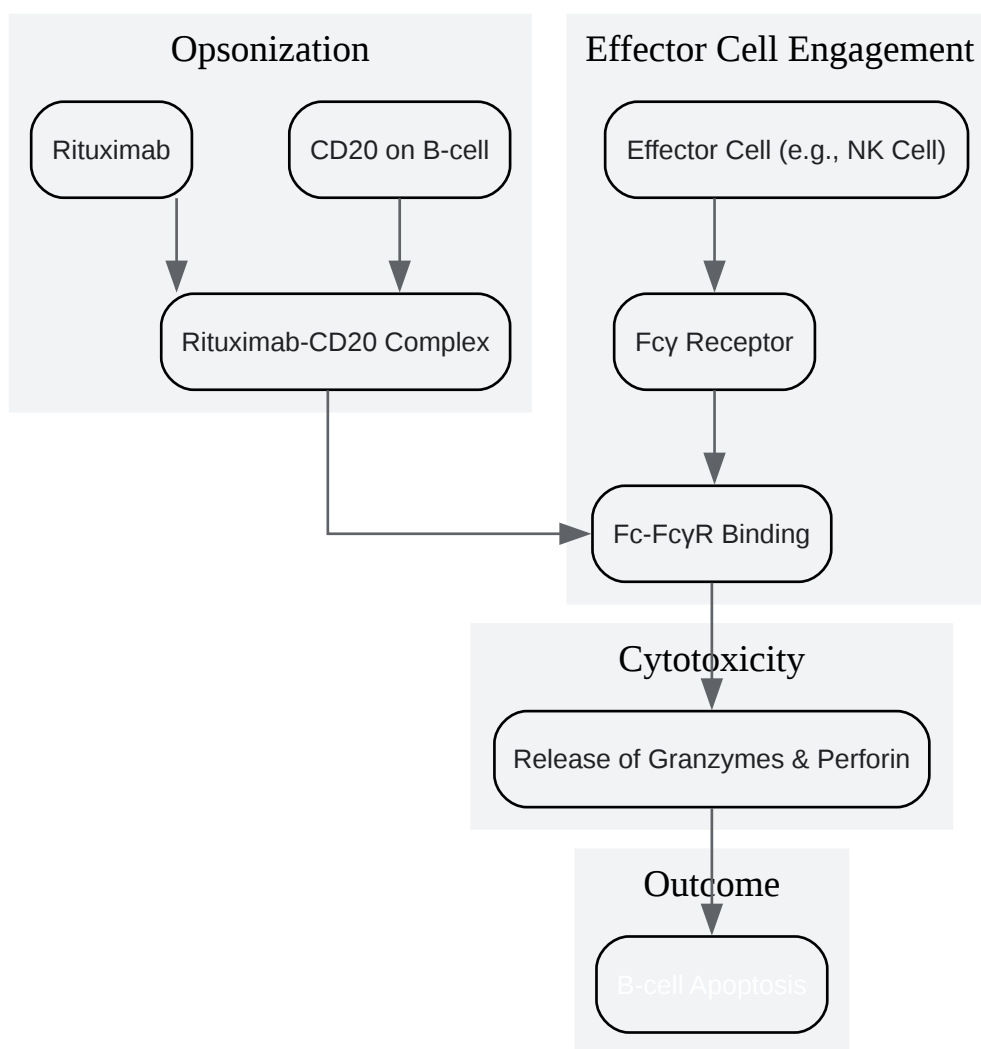 Opsonization
Rituximab
CD20 on B-cell
Rituximab-CD20 Complex
Effector Cell Engagement
Effector Cell (e.g., NK Cell)
Fcγ Receptor
Fc-FcγR Binding
Cytotoxicity
Release of Granzymes & Perforin
Outcome
B-cell Apoptosis